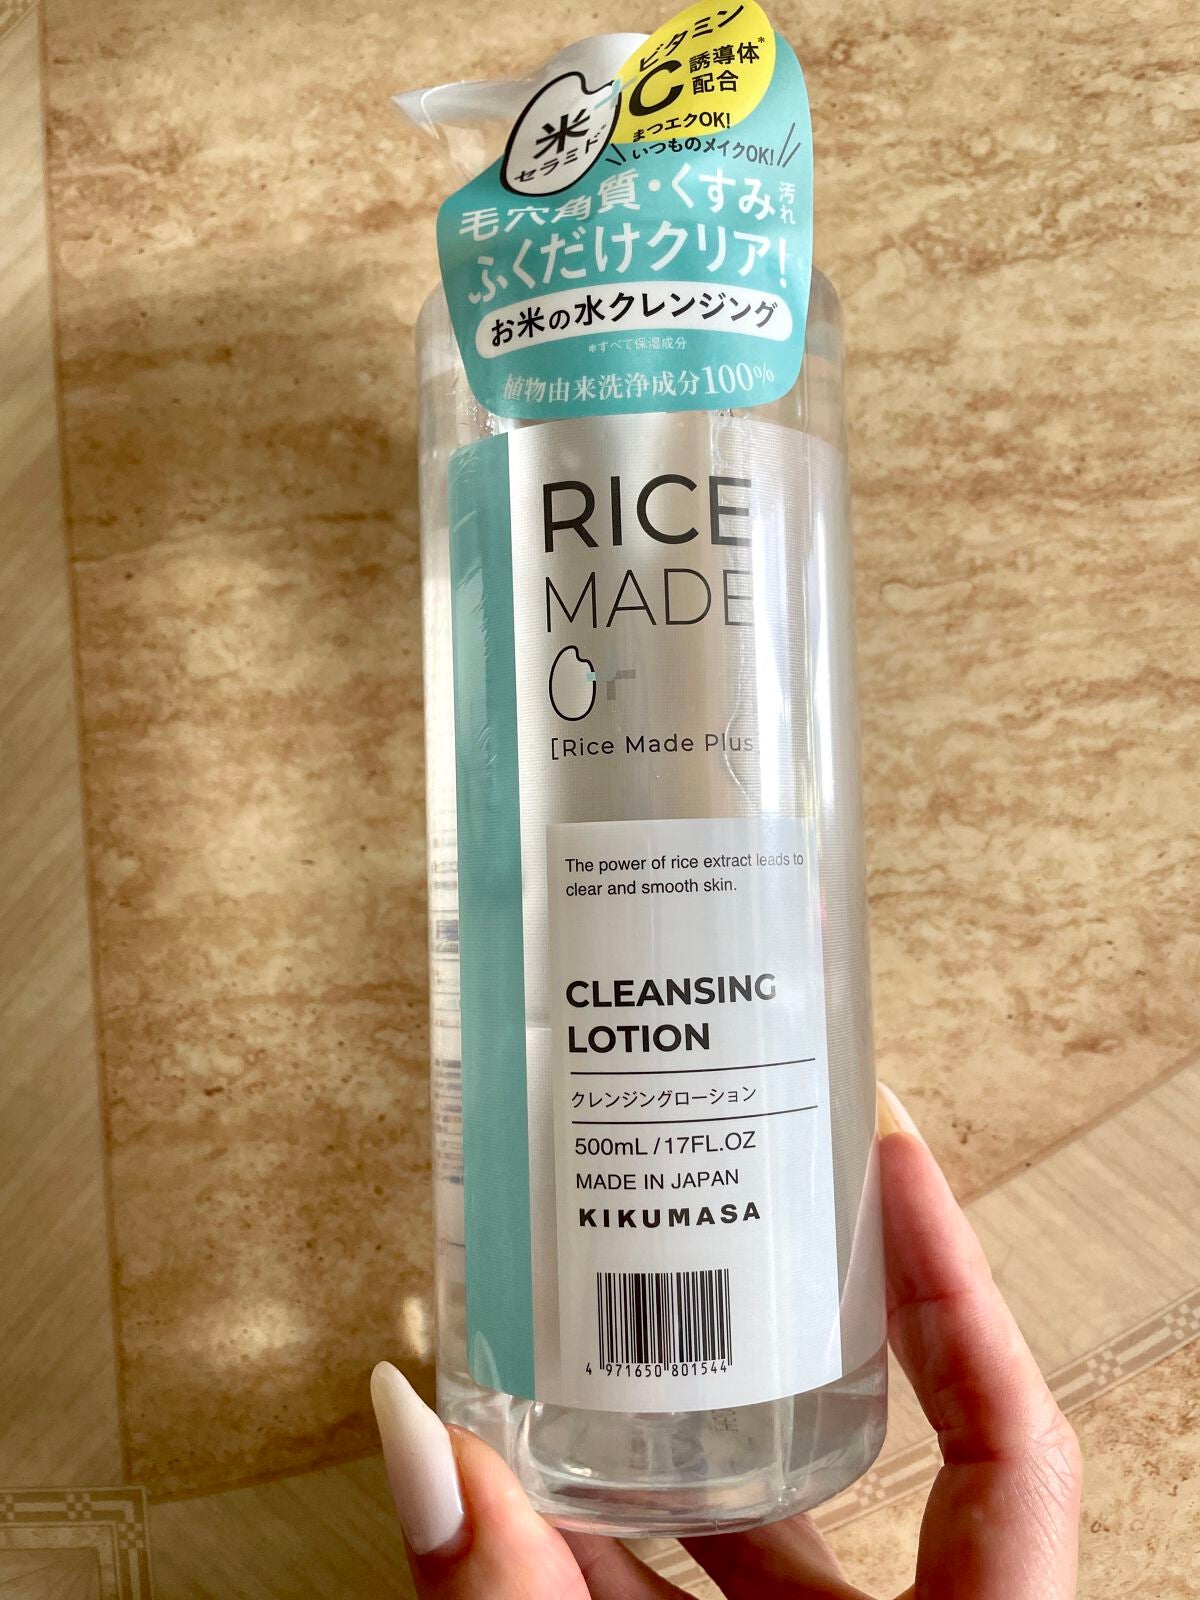 ビタミン
C誘導体*
配合
米
セラミド*
まつエクOK!
いつものメイクOK!
毛穴角質・くすみ汚れ
ふくだけクリア!
お米の水クレンジング
*すべて保湿成分
植物由来洗浄成分100%
RICE
MADE
[Rice Made Plus]
The power of rice extract leads to
clear and smooth skin.
CLEANSING
LOTION
クレンジングローション
500mL/17FL.OZ
MADE IN JAPAN
KIKUMASA
4 971650 801544